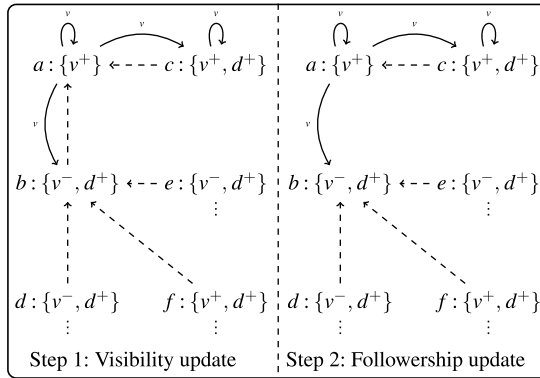 v v v v
v v
a : {v⁺} c : {v⁺, d⁺} a : {v⁺} c : {v⁺, d⁺}
v v
b : {v⁻, d⁺} e : {v⁻, d⁺} b : {v⁻, d⁺} e : {v⁻, d⁺}
⋮ ⋮
d : {v⁻, d⁺} f : {v⁺, d⁺} d : {v⁻, d⁺} f : {v⁺, d⁺}
⋮ ⋮ ⋮ ⋮
Step 1: Visibility update Step 2: Followership update